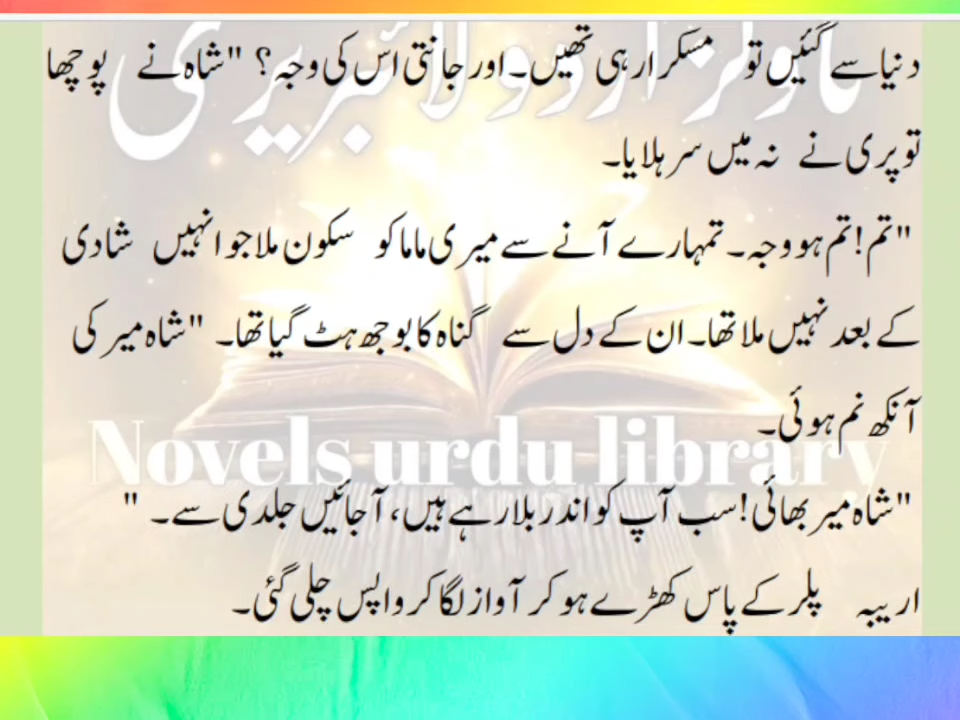 ناولز اردو لائبریری
دنیا سے گئیں تو مسکرا رہی تھیں۔ اور جانتی اس کی وجہ؟ "شاہ نے پوچھا
تو پری نے نہ میں سر ہلایا۔
"تم! تم ہو وجہ۔ تمہارے آنے سے میری ماما کو سکون ملا جو انہیں شادی
کے بعد نہیں ملا تھا۔ ان کے دل سے گناہ کا بوجھ ہٹ گیا تھا۔ "شاہ میر کی
آنکھ نم ہوئی۔
Novels urdu library
"شاہ میر بھائی! سب آپ کو اندر بلا رہے ہیں، آجائیں جلدی سے۔ "
اریبہ پلر کے پاس کھڑے ہو کر آواز لگا کر واپس چلی گئی۔